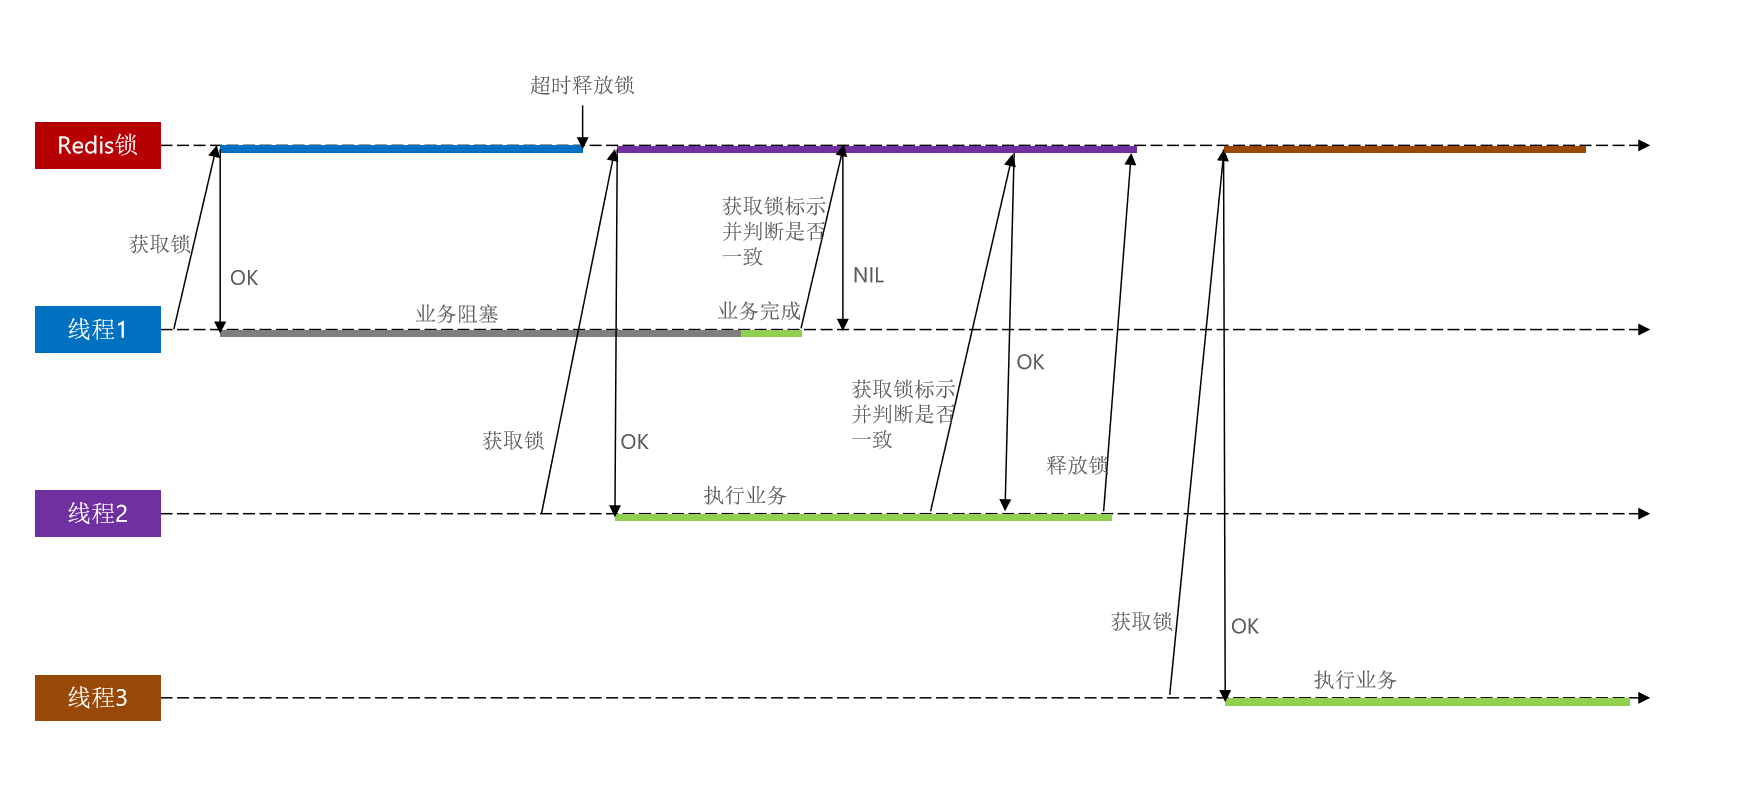 超时释放锁
Redis锁
获取锁标示
并判断是否
一致
获取锁
OK
NIL
业务阻塞
业务完成
线程1
OK
获取锁标示
并判断是否
一致
获取锁
OK
释放锁
执行业务
线程2
获取锁
OK
执行业务
线程3